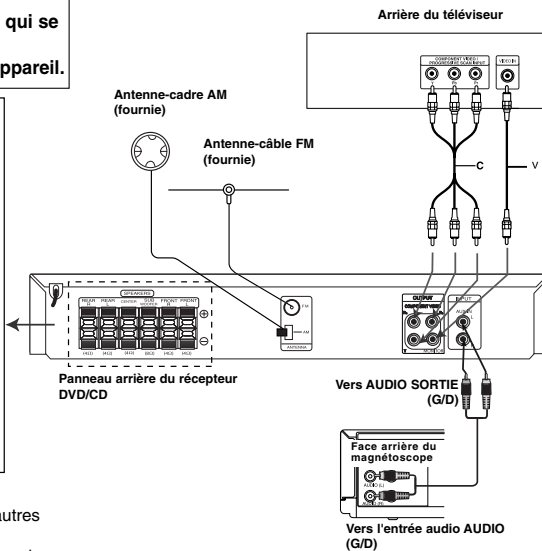 qui se
ppareil.
Arrière du téléviseur
COMPONENT VIDEO /
PROGRESSIVE SCAN INPUT
VIDEO IN
Y Pb Pr
Antenne-cadre AM
(fournie)
Antenne-câble FM
(fournie)
C
V
SPEAKERS
REAR R
REAR L
CENTER
SUB WOOFER
FRONT R
FRONT L
(4Ω) (4Ω) (4Ω) (8Ω) (4Ω) (4Ω)
FM
AM
ANTENNA
OUTPUT
COMPONENT VIDEO
MONITOR
INPUT
AUX IN
Panneau arrière du récepteur
DVD/CD
Vers AUDIO SORTIE
(G/D)
Face arrière du
magnétoscope
AUDIO (L)
AUDIO (R)
Vers l'entrée audio AUDIO
(G/D)
autres